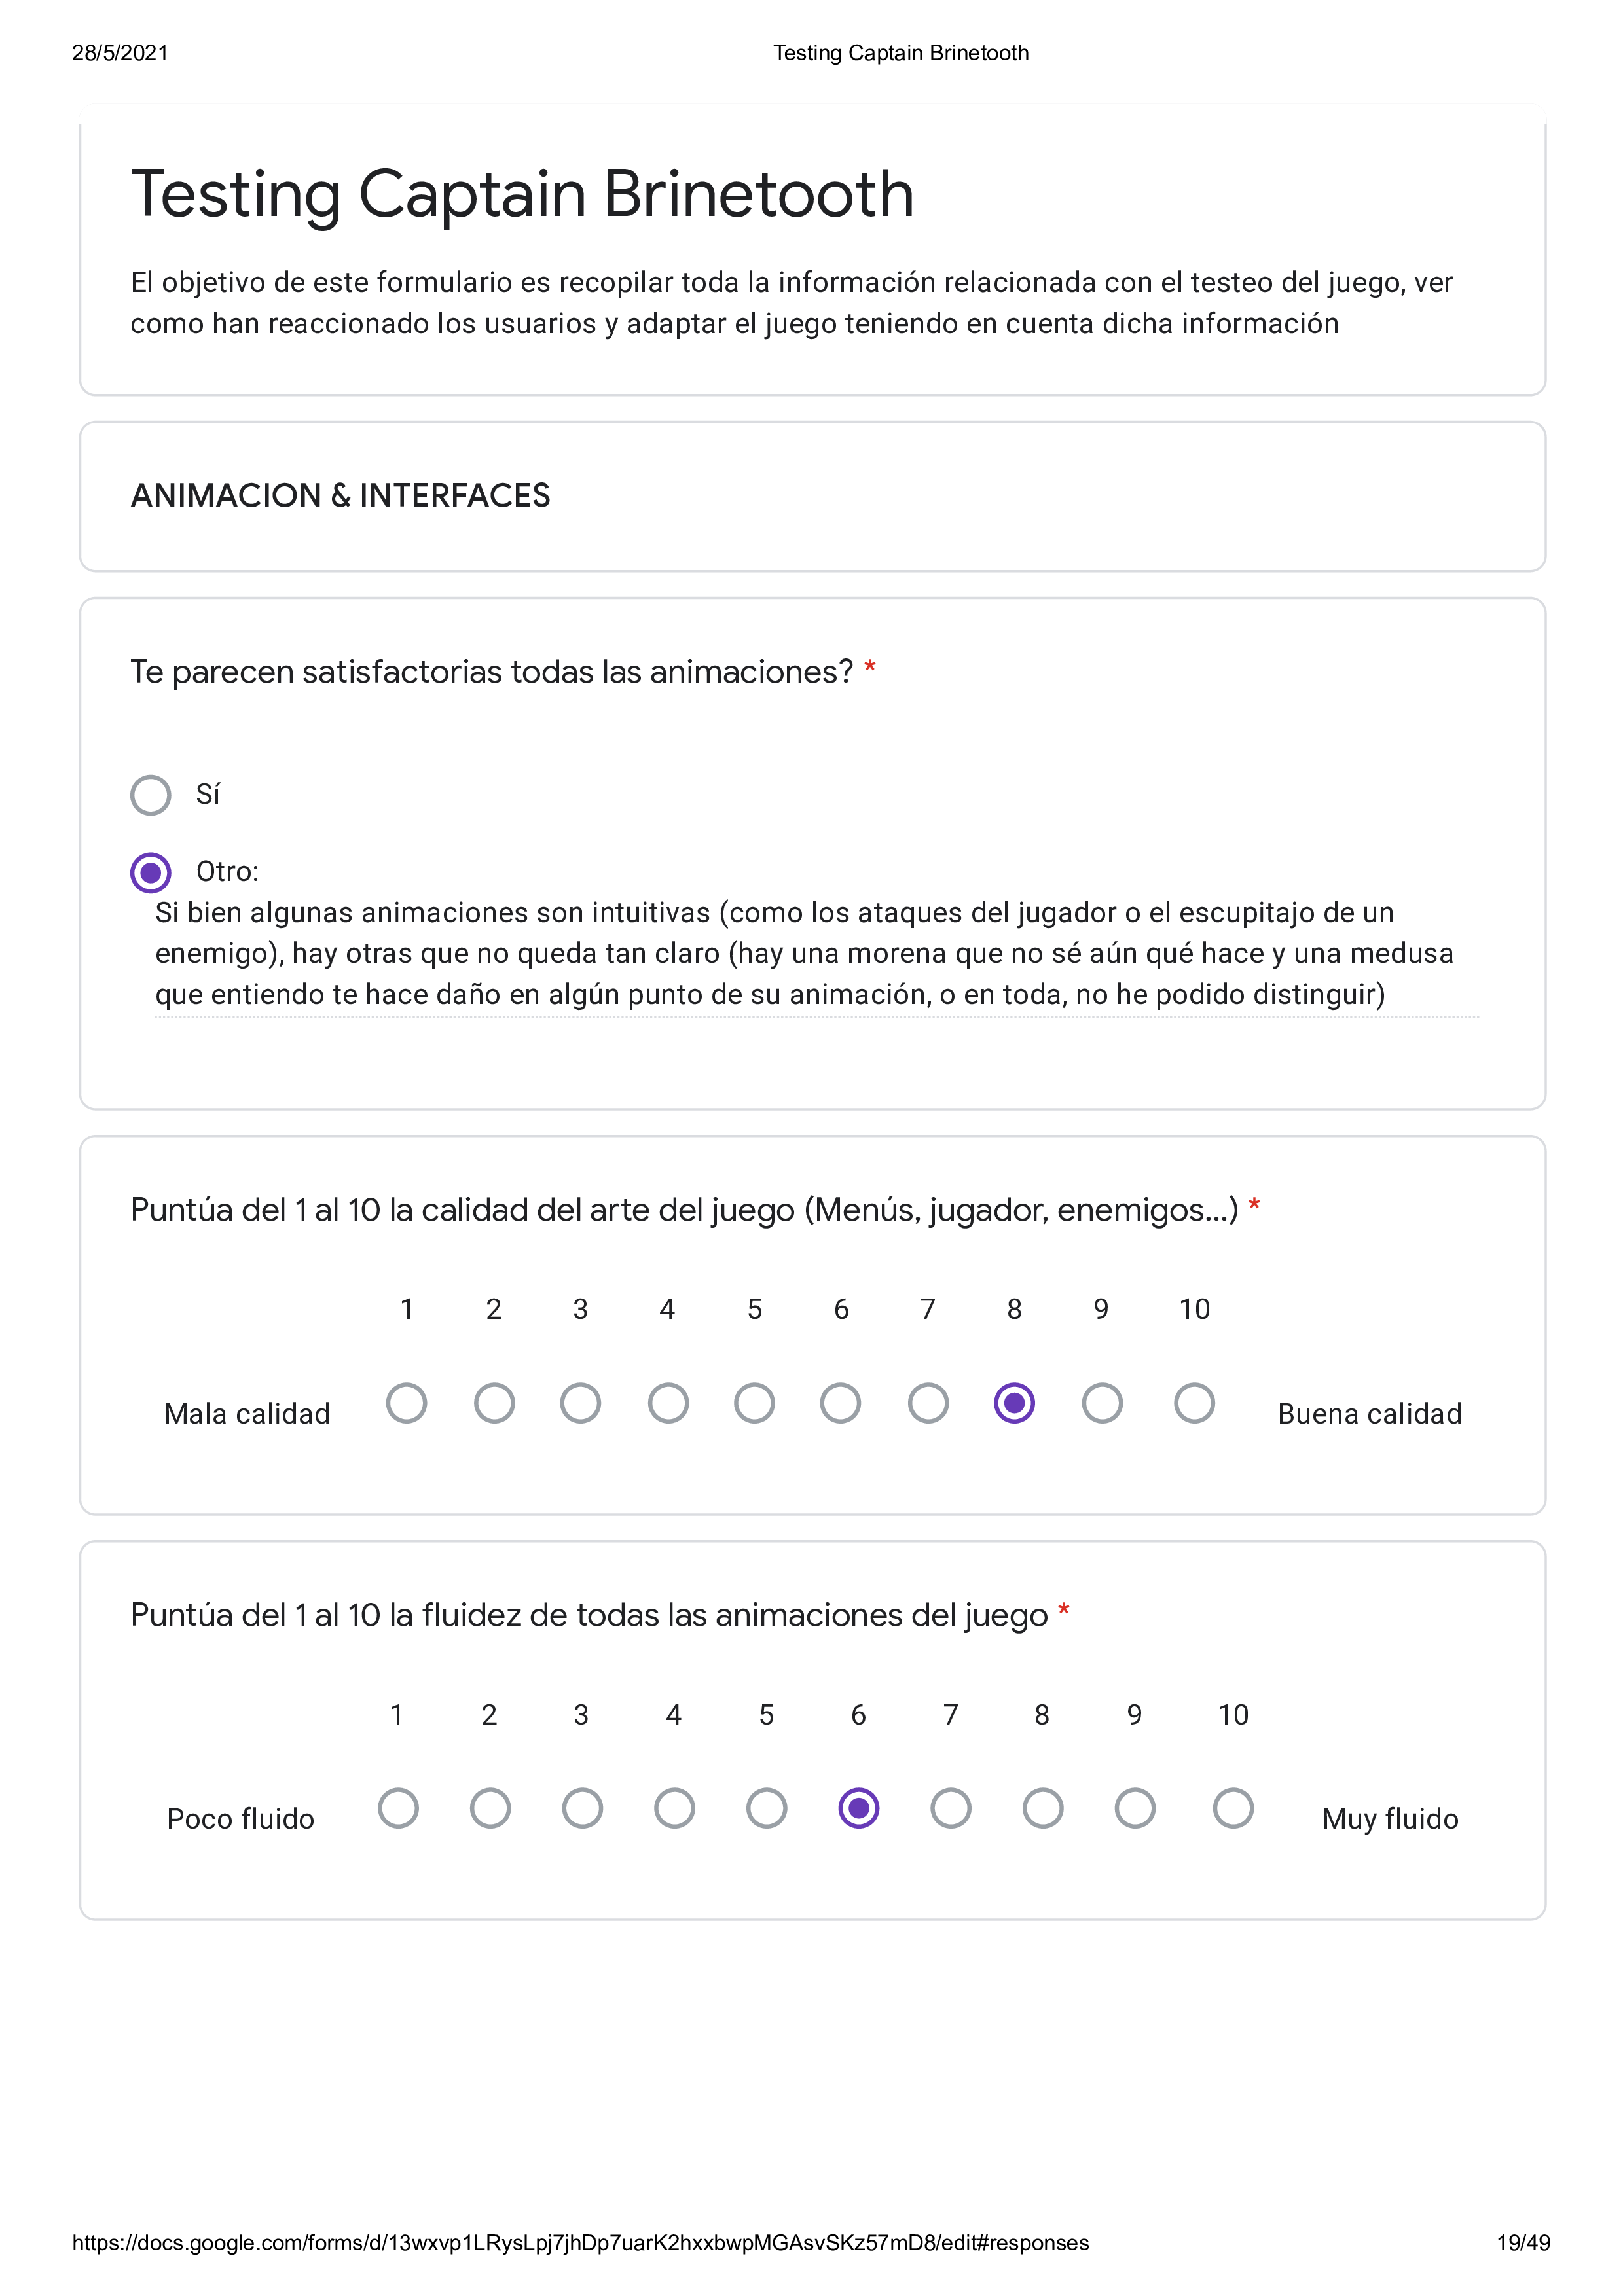 28/5/2021
Testing Captain Brinetooth
Testing Captain Brinetooth
El objetivo de este formulario es recopilar toda la información relacionada con el testeo del juego, ver
como han reaccionado los usuarios y adaptar el juego teniendo en cuenta dicha información
ANIMACION & INTERFACES
Te parecen satisfactorias todas las animaciones? *
Sí
Otro:
Si bien algunas animaciones son intuitivas (como los ataques del jugador o el escupitajo de un
enemigo), hay otras que no queda tan claro (hay una morena que no sé aún qué hace y una medusa
que entiendo te hace daño en algún punto de su animación, o en toda, no he podido distinguir)
Puntúa del 1 al 10 la calidad del arte del juego (Menús, jugador, enemigos...) *
1 2 3 4 5 6 7 8 9 10
Mala calidad Buena calidad
Puntúa del 1 al 10 la fluidez de todas las animaciones del juego *
1 2 3 4 5 6 7 8 9 10
Poco fluido Muy fluido
https://docs.google.com/forms/d/13wxvp1LRysLpj7jhDp7uarK2hxxbwpMGAsvSKz57mD8/edit#responses
19/49